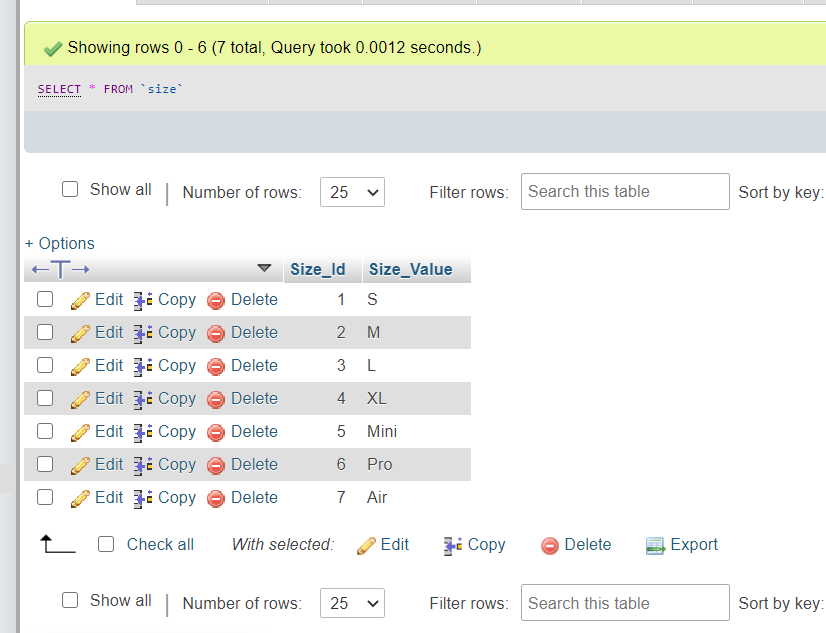 Showing rows 0 - 6 (7 total, Query took 0.0012 seconds.)
SELECT * FROM `size`
Show all | Number of rows: 25 Filter rows: Search this table Sort by key:
+ Options
←T→ Size_Id Size_Value
Edit Copy Delete 1 S
Edit Copy Delete 2 M
Edit Copy Delete 3 L
Edit Copy Delete 4 XL
Edit Copy Delete 5 Mini
Edit Copy Delete 6 Pro
Edit Copy Delete 7 Air
Check all With selected: Edit Copy Delete Export
Show all | Number of rows: 25 Filter rows: Search this table Sort by key: